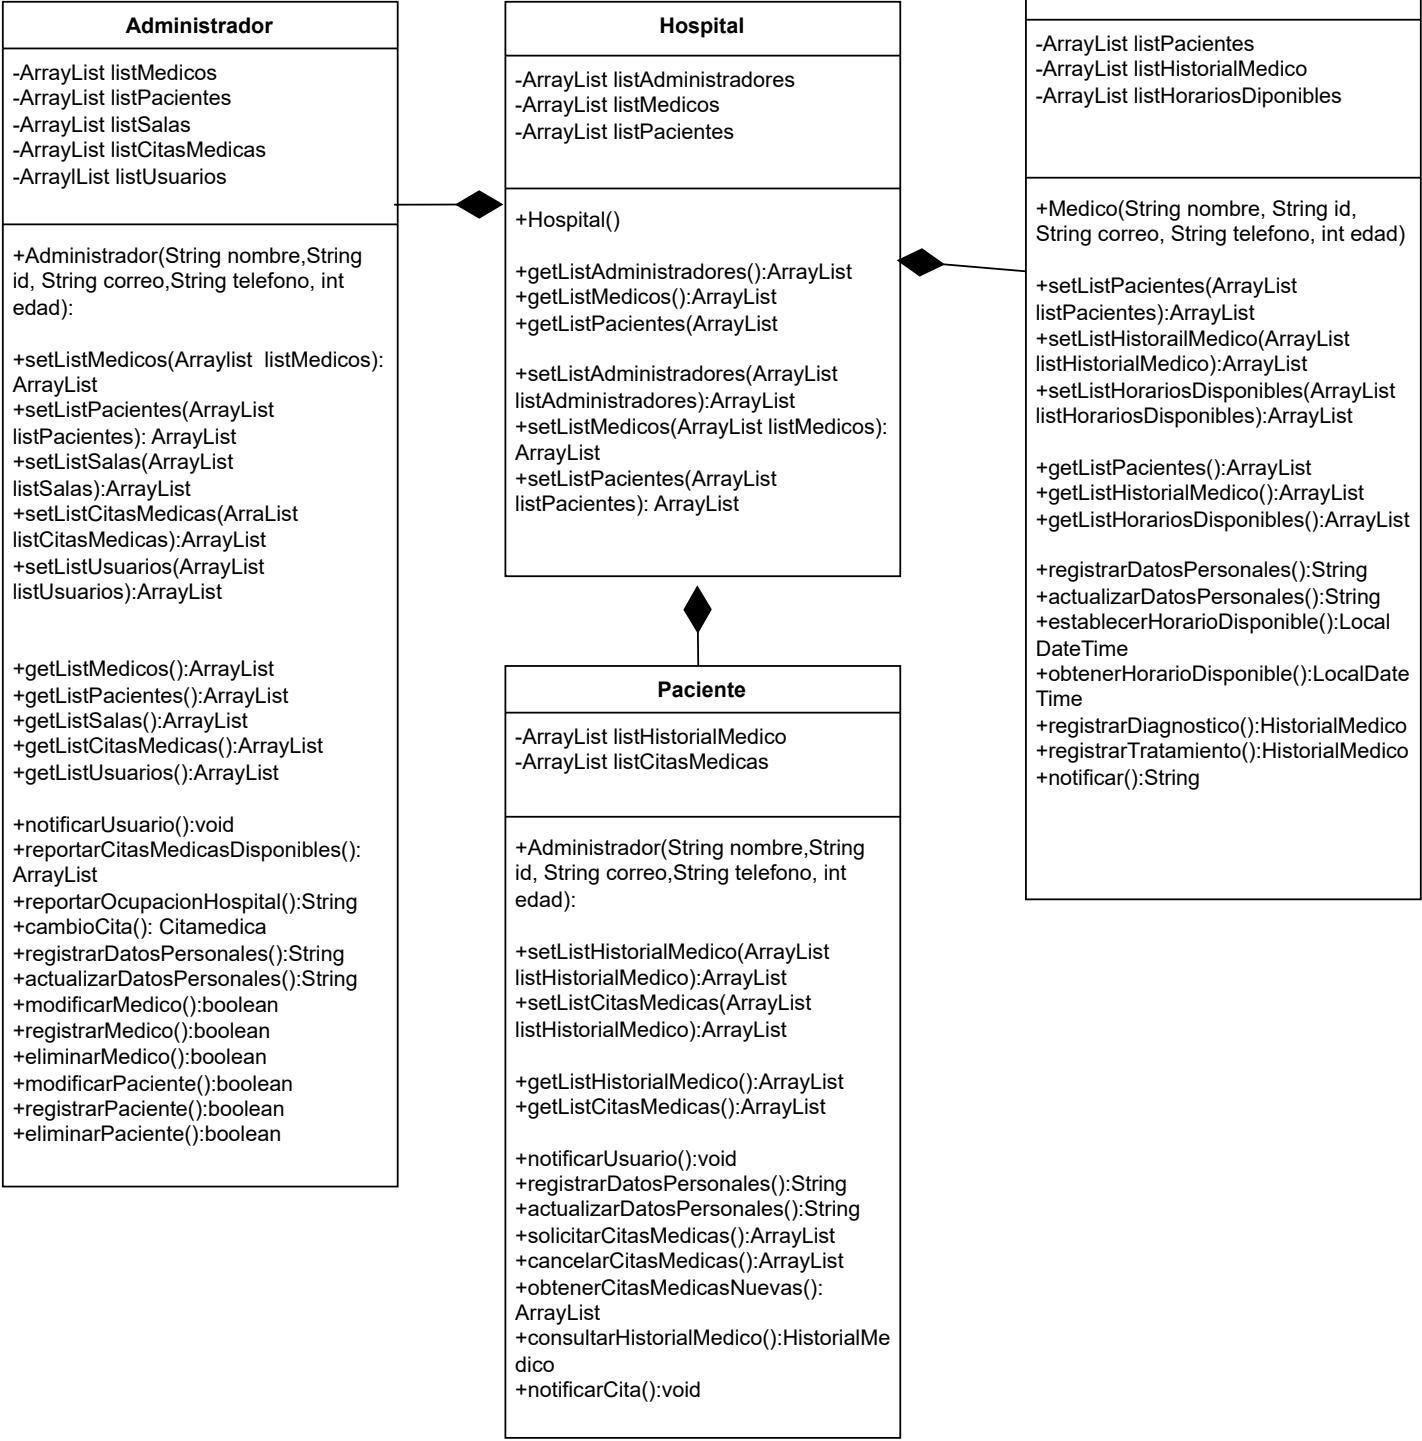 Administrador
-ArrayList listMedicos
-ArrayList listPacientes
-ArrayList listSalas
-ArrayList listCitasMedicas
-ArraylList listUsuarios
+Administrador(String nombre,String
id, String correo,String telefono, int
edad):
+setListMedicos(Arraylist  listMedicos):
ArrayList
+setListPacientes(ArrayList
listPacientes): ArrayList
+setListSalas(ArrayList
listSalas):ArrayList
+setListCitasMedicas(ArraList
listCitasMedicas):ArrayList
+setListUsuarios(ArrayList
listUsuarios):ArrayList
+getListMedicos():ArrayList
+getListPacientes():ArrayList
+getListSalas():ArrayList
+getListCitasMedicas():ArrayList
+getListUsuarios():ArrayList
+notificarUsuario():void
+reportarCitasMedicasDisponibles():
ArrayList
+reportarOcupacionHospital():String
+cambioCita(): Citamedica
+registrarDatosPersonales():String
+actualizarDatosPersonales():String
+modificarMedico():boolean
+registrarMedico():boolean
+eliminarMedico():boolean
+modificarPaciente():boolean
+registrarPaciente():boolean
+eliminarPaciente():boolean
Hospital
-ArrayList listAdministradores
-ArrayList listMedicos
-ArrayList listPacientes
+Hospital()
+getListAdministradores():ArrayList
+getListMedicos():ArrayList
+getListPacientes(ArrayList
+setListAdministradores(ArrayList
listAdministradores):ArrayList
+setListMedicos(ArrayList listMedicos):
ArrayList
+setListPacientes(ArrayList
listPacientes): ArrayList
Paciente
-ArrayList listHistorialMedico
-ArrayList listCitasMedicas
+Administrador(String nombre,String
id, String correo,String telefono, int
edad):
+setListHistorialMedico(ArrayList
listHistorialMedico):ArrayList
+setListCitasMedicas(ArrayList
listHistorialMedico):ArrayList
+getListHistorialMedico():ArrayList
+getListCitasMedicas():ArrayList
+notificarUsuario():void
+registrarDatosPersonales():String
+actualizarDatosPersonales():String
+solicitarCitasMedicas():ArrayList
+cancelarCitasMedicas():ArrayList
+obtenerCitasMedicasNuevas():
ArrayList
+consultarHistorialMedico():HistorialMe
dico
+notificarCita():void
-ArrayList listPacientes
-ArrayList listHistorialMedico
-ArrayList listHorariosDiponibles
+Medico(String nombre, String id,
String correo, String telefono, int edad)
+setListPacientes(ArrayList
listPacientes):ArrayList
+setListHistorailMedico(ArrayList
listHistorialMedico):ArrayList
+setListHorariosDisponibles(ArrayList
listHorariosDisponibles):ArrayList
+getListPacientes():ArrayList
+getListHistorialMedico():ArrayList
+getListHorariosDisponibles():ArrayList
+registrarDatosPersonales():String
+actualizarDatosPersonales():String
+establecerHorarioDisponible():Local
DateTime
+obtenerHorarioDisponible():LocalDate
Time
+registrarDiagnostico():HistorialMedico
+registrarTratamiento():HistorialMedico
+notificar():String